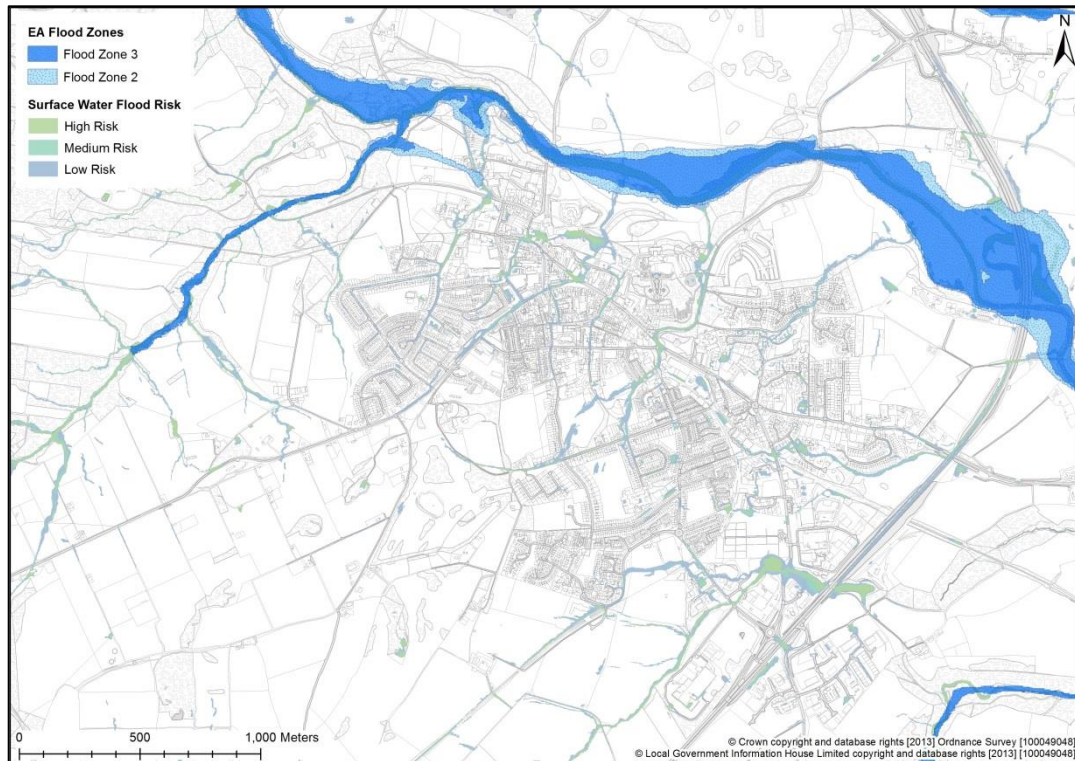 EA Flood Zones
Flood Zone 3
Flood Zone 2
Surface Water Flood Risk
High Risk
Medium Risk
Low Risk
N
0 500 1,000 Meters
© Crown copyright and database rights [2013] Ordnance Survey [100049048]
© Local Government Information House Limited copyright and database rights [2013] [100049048]